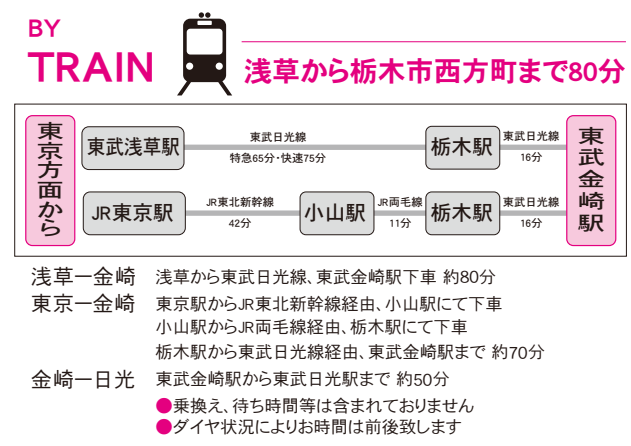 BY
TRAIN
浅草から栃木市西方町まで80分
東京方面から
東武浅草駅
東武日光線
特急65分・快速75分
栃木駅
東武日光線
16分
JR東京駅
JR東北新幹線
42分
小山駅
JR両毛線
11分
栃木駅
東武日光線
16分
東武金崎駅
浅草ー金崎 浅草から東武日光線、東武金崎駅下車 約80分
東京ー金崎 東京駅からJR東北新幹線経由、小山駅にて下車
小山駅からJR両毛線経由、栃木駅にて下車
栃木駅から東武日光線経由、東武金崎駅まで 約70分
金崎ー日光 東武金崎駅から東武日光駅まで 約50分
●乗換え、待ち時間等は含まれておりません
●ダイヤ状況によりお時間は前後致します